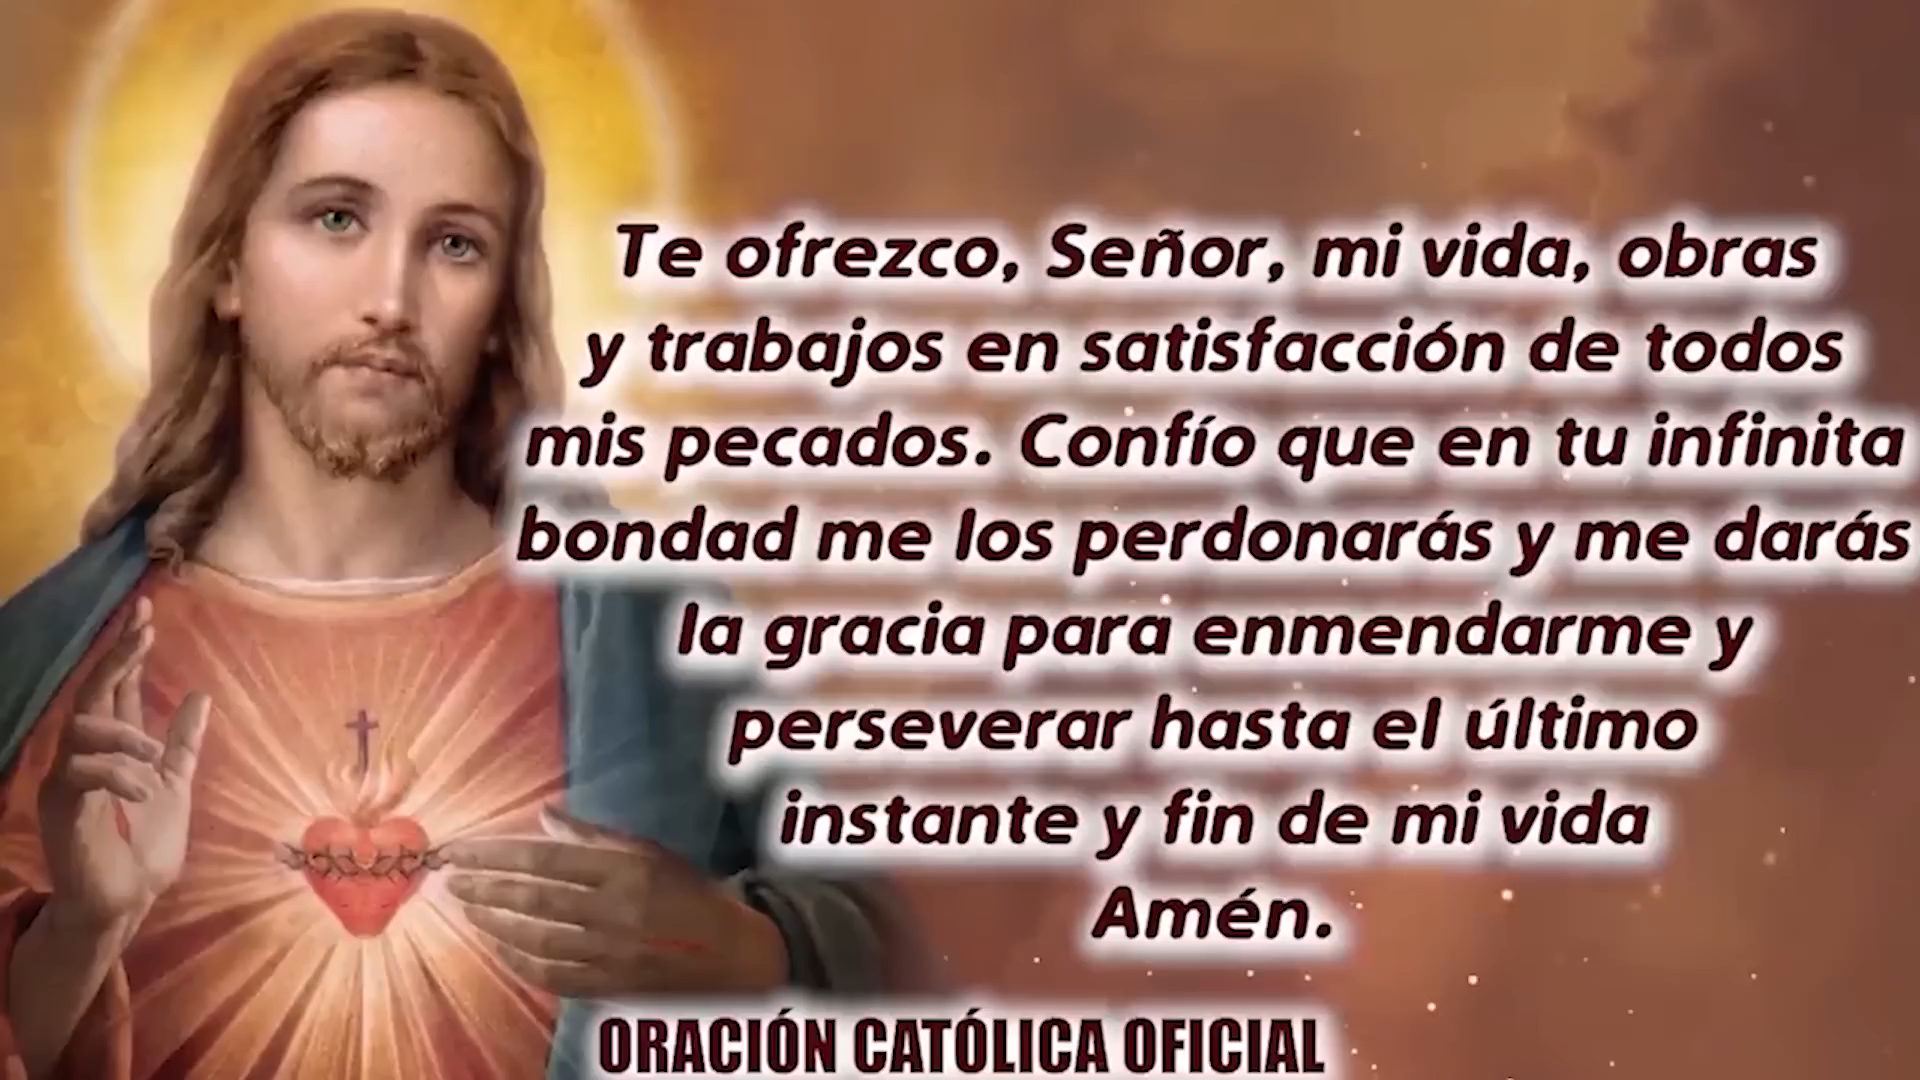 Te ofrezco, Señor, mi vida, obras
y trabajos en satisfacción de todos
mis pecados. Confío que en tu infinita
bondad me los perdonarás y me darás
la gracia para enmendarme y
perseverar hasta el último
instante y fin de mi vida
Amén.
ORACIÓN CATÓLICA OFICIAL